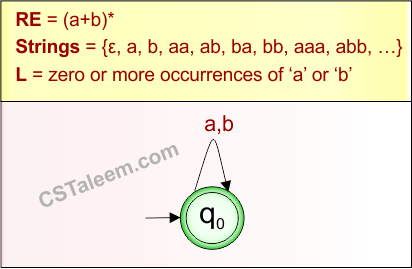 RE = (a+b)*
Strings = {ε, a, b, aa, ab, ba, bb, aaa, abb, …}
L = zero or more occurrences of ‘a’ or ‘b’
a,b
CSTaleem.com
q₀